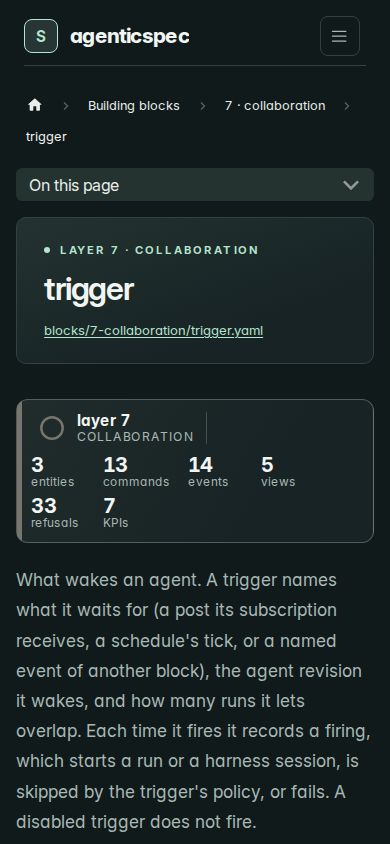 S agenticspec
Building blocks 7 · collaboration
trigger
On this page
LAYER 7 · COLLABORATION
trigger
blocks/7-collaboration/trigger.yaml
layer 7
COLLABORATION
3 13 14 5
entities commands events views
33 7
refusals KPIs
What wakes an agent. A trigger names
what it waits for (a post its subscription
receives, a schedule's tick, or a named
event of another block), the agent revision
it wakes, and how many runs it lets
overlap. Each time it fires it records a firing,
which starts a run or a harness session, is
skipped by the trigger's policy, or fails. A
disabled trigger does not fire.